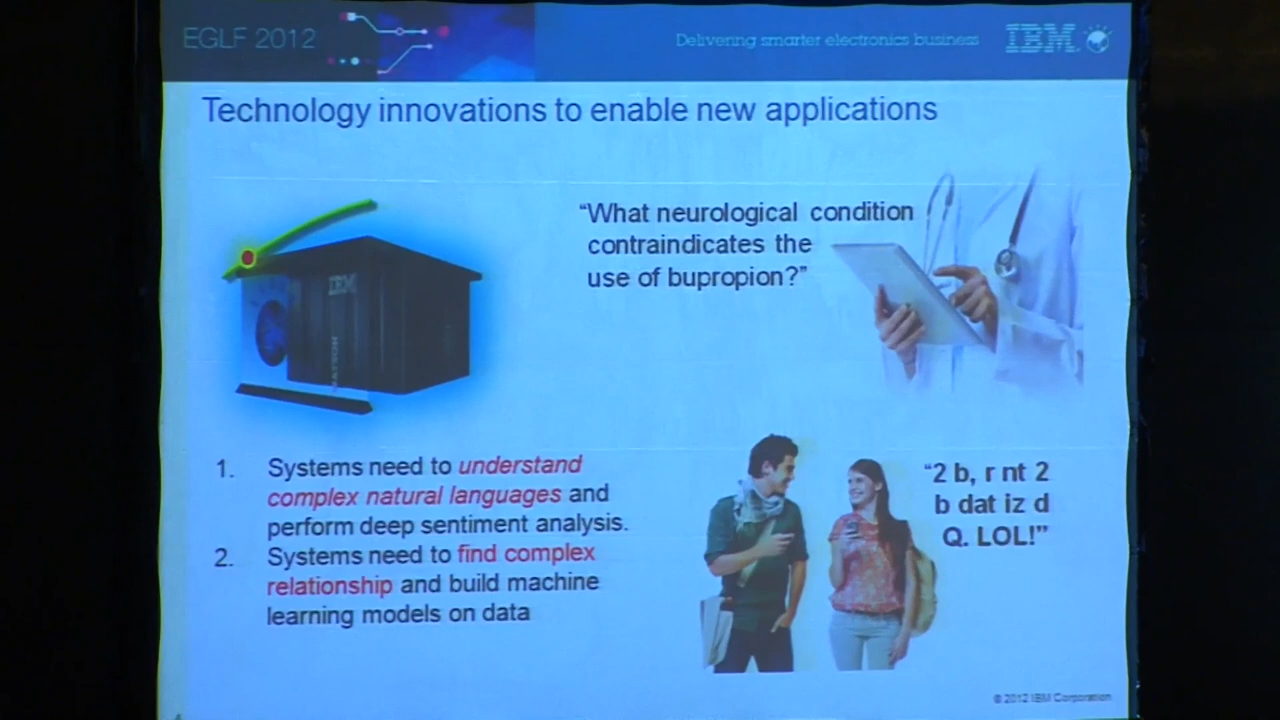 EGLF 2012
Delivering smarter electronics business
IBM
Technology innovations to enable new applications
IBM
WATSON
“What neurological condition
contraindicates the
use of bupropion?”
1. Systems need to understand
complex natural languages and
perform deep sentiment analysis.
2. Systems need to find complex
relationship and build machine
learning models on data
“2 b, r nt 2
b dat iz d
Q. LOL!”
© 2012 IBM Corporation